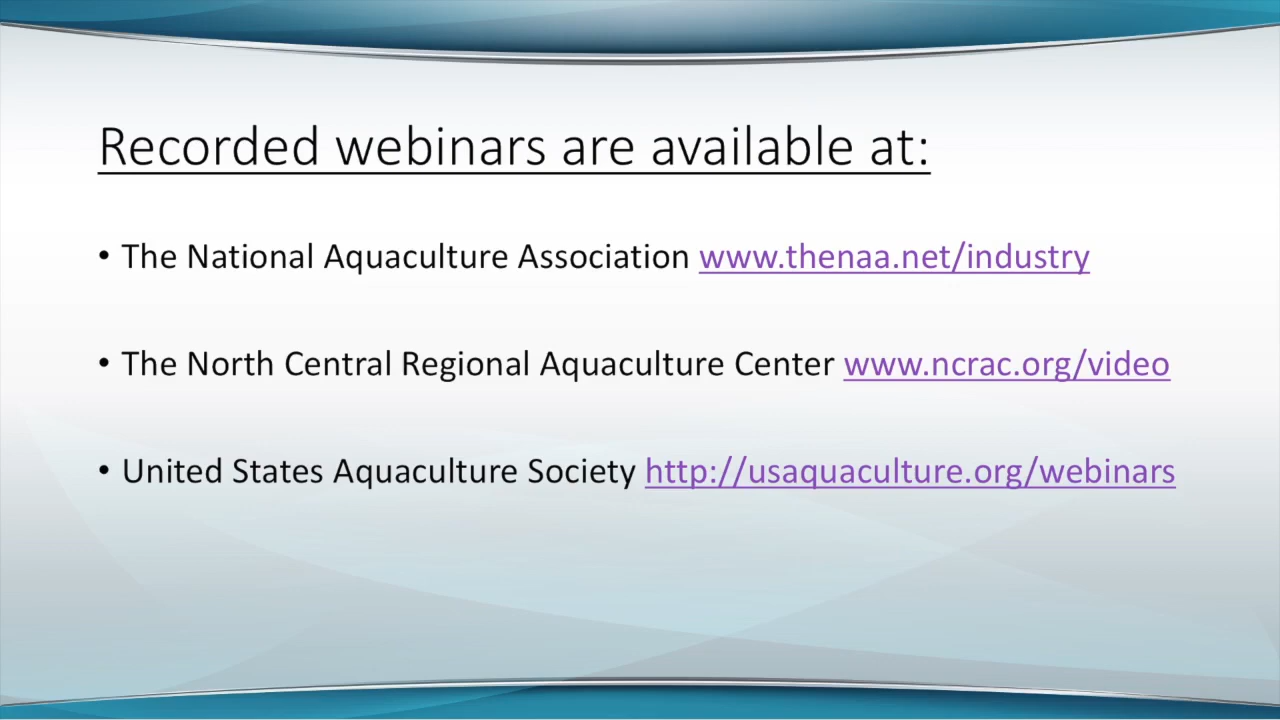 Recorded webinars are available at:
• The National Aquaculture Association www.thenaa.net/industry
• The North Central Regional Aquaculture Center www.ncrac.org/video
• United States Aquaculture Society http://usaquaculture.org/webinars